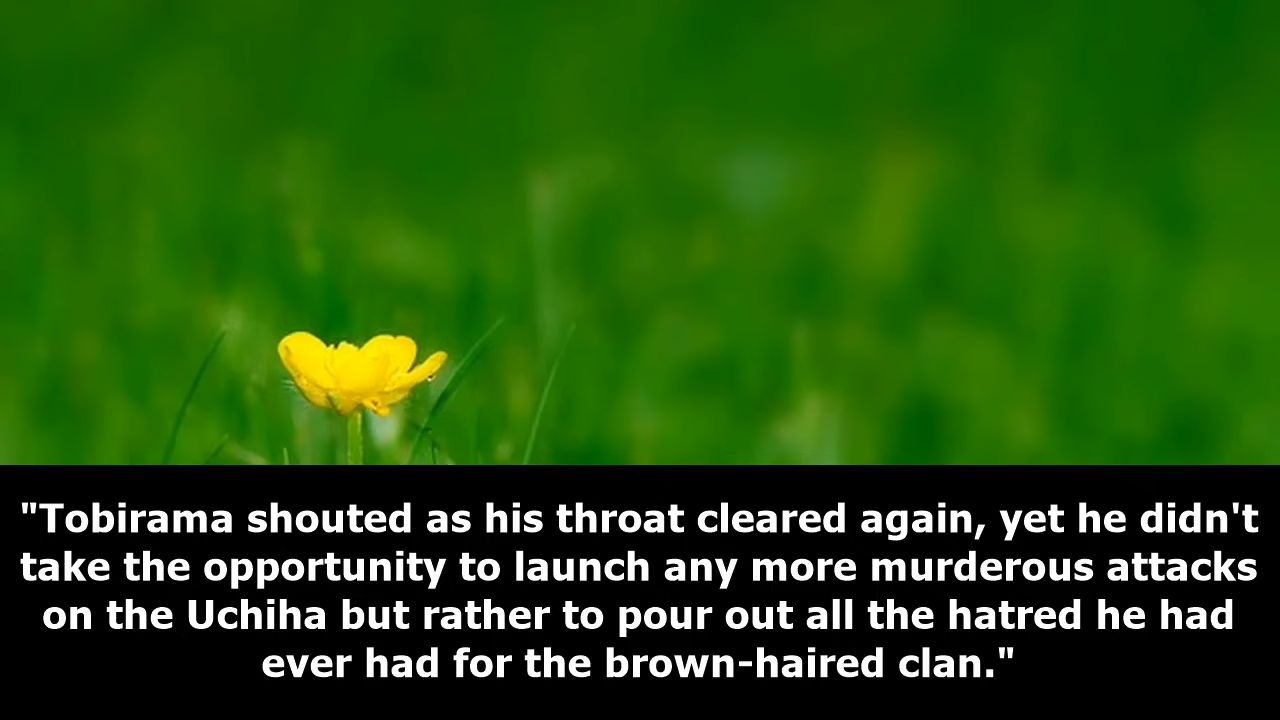 "Tobirama shouted as his throat cleared again, yet he didn't
take the opportunity to launch any more murderous attacks
on the Uchiha but rather to pour out all the hatred he had
ever had for the brown-haired clan."